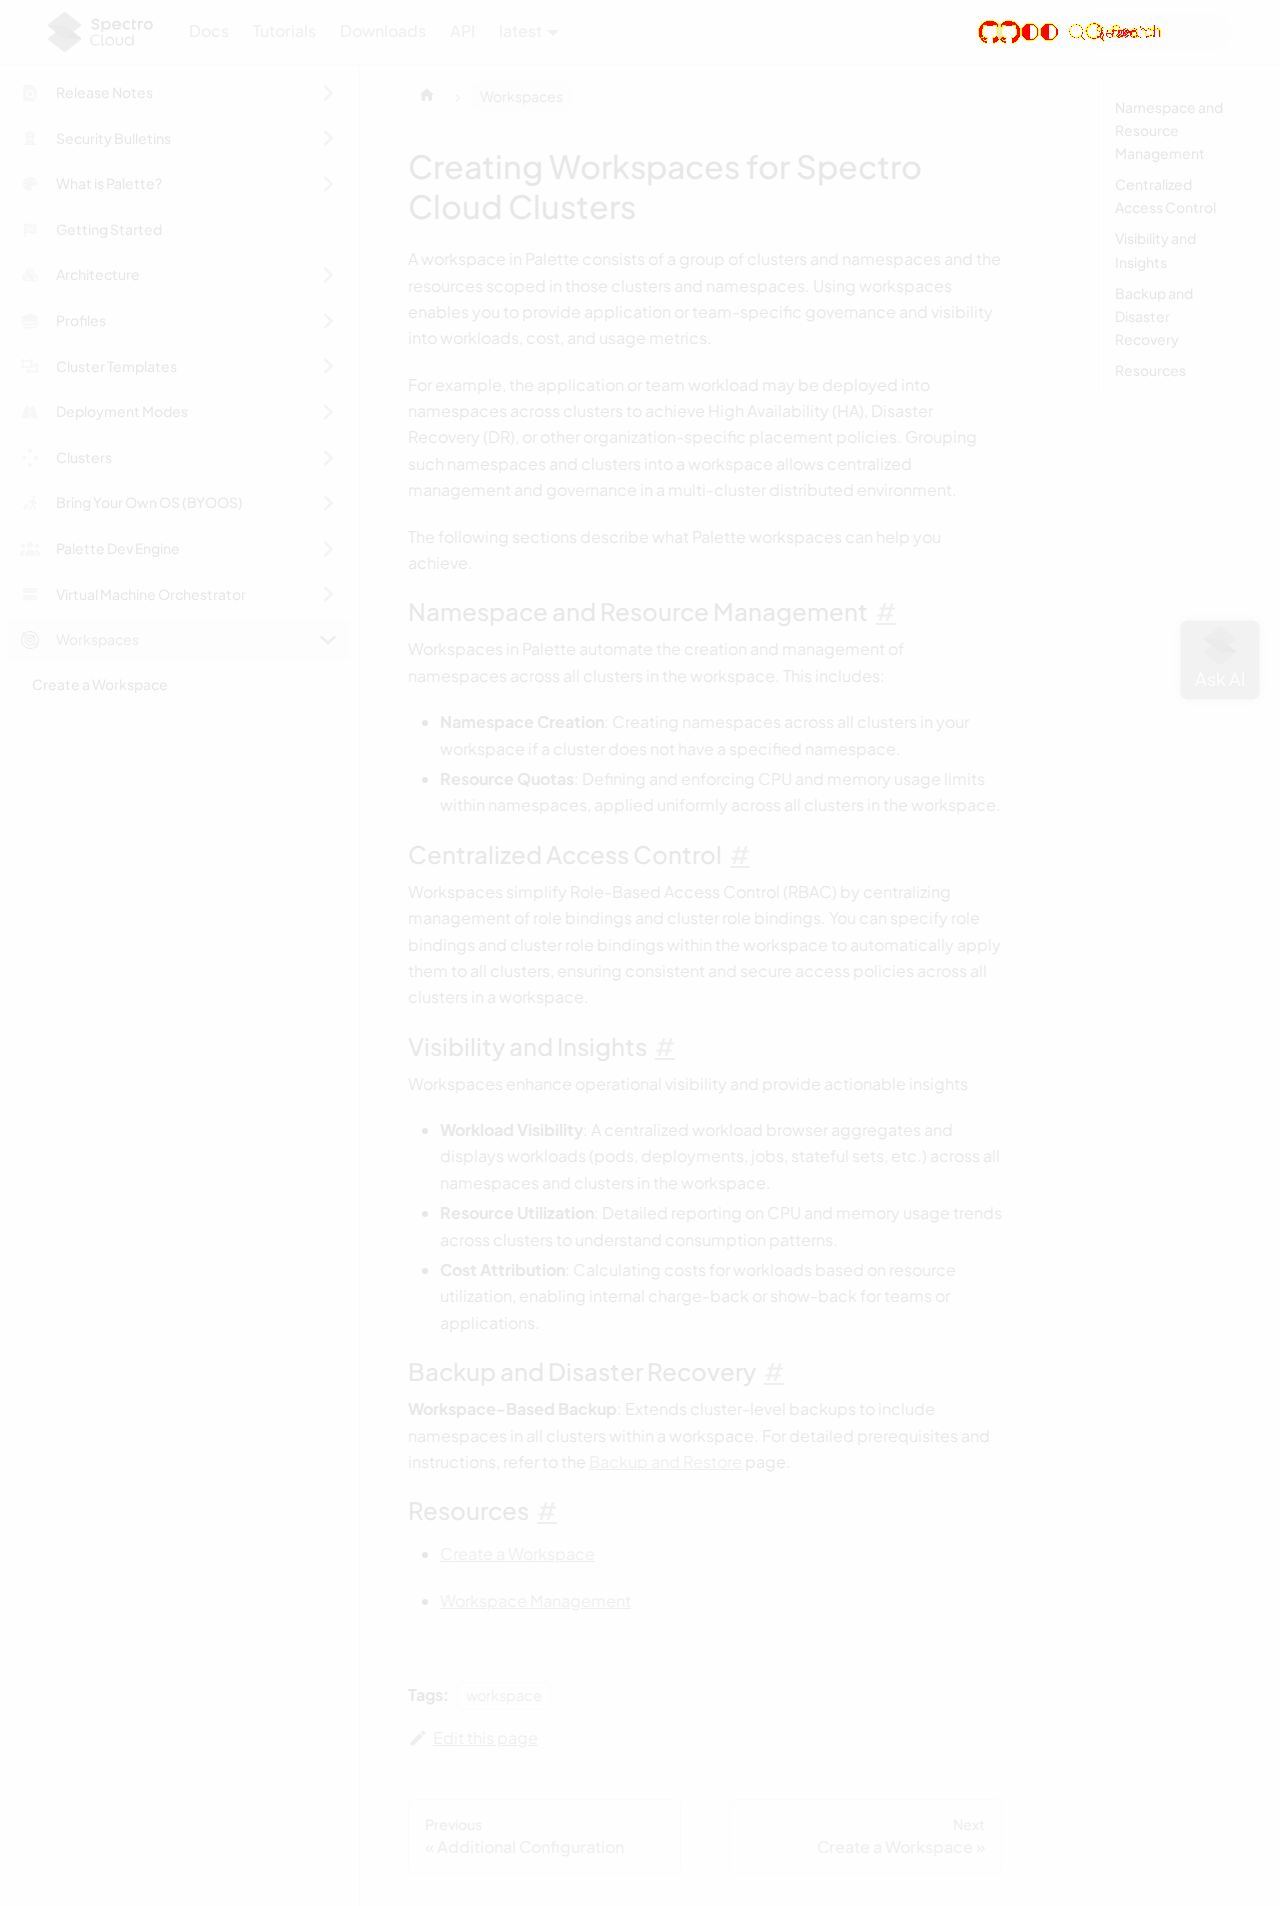 Spectro
Cloud
Docs
Tutorials
Downloads
API
latest
Search
Release Notes
Security Bulletins
What is Palette?
Getting Started
Architecture
Profiles
Cluster Templates
Deployment Modes
Clusters
Bring Your Own OS (BYOOS)
Palette Dev Engine
Virtual Machine Orchestrator
Workspaces
Create a Workspace
Workspaces
Creating Workspaces for Spectro
Cloud Clusters
A workspace in Palette consists of a group of clusters and namespaces and the
resources scoped in those clusters and namespaces. Using workspaces
enables you to provide application or team-specific governance and visibility
into workloads, cost, and usage metrics.
For example, the application or team workload may be deployed into
namespaces across clusters to achieve High Availability (HA), Disaster
Recovery (DR), or other organization-specific placement policies. Grouping
such namespaces and clusters into a workspace allows centralized
management and governance in a multi-cluster distributed environment.
The following sections describe what Palette workspaces can help you
achieve.
Namespace and Resource Management #
Workspaces in Palette automate the creation and management of
namespaces across all clusters in the workspace. This includes:
• Namespace Creation: Creating namespaces across all clusters in your
workspace if a cluster does not have a specified namespace.
• Resource Quotas: Defining and enforcing CPU and memory usage limits
within namespaces, applied uniformly across all clusters in the workspace.
Centralized Access Control #
Workspaces simplify Role-Based Access Control (RBAC) by centralizing
management of role bindings and cluster role bindings. You can specify role
bindings and cluster role bindings within the workspace to automatically apply
them to all clusters, ensuring consistent and secure access policies across all
clusters in a workspace.
Visibility and Insights #
Workspaces enhance operational visibility and provide actionable insights
• Workload Visibility: A centralized workload browser aggregates and
displays workloads (pods, deployments, jobs, stateful sets, etc.) across all
namespaces and clusters in the workspace.
• Resource Utilization: Detailed reporting on CPU and memory usage trends
across clusters to understand consumption patterns.
• Cost Attribution: Calculating costs for workloads based on resource
utilization, enabling internal charge-back or show-back for teams or
applications.
Backup and Disaster Recovery #
Workspace-Based Backup: Extends cluster-level backups to include
namespaces in all clusters within a workspace. For detailed prerequisites and
instructions, refer to the Backup and Restore page.
Resources #
• Create a Workspace
• Workspace Management
Tags: workspace
Edit this page
Previous
« Additional Configuration
Next
Create a Workspace »
Namespace and
Resource
Management
Centralized
Access Control
Visibility and
Insights
Backup and
Disaster
Recovery
Resources
Ask AI